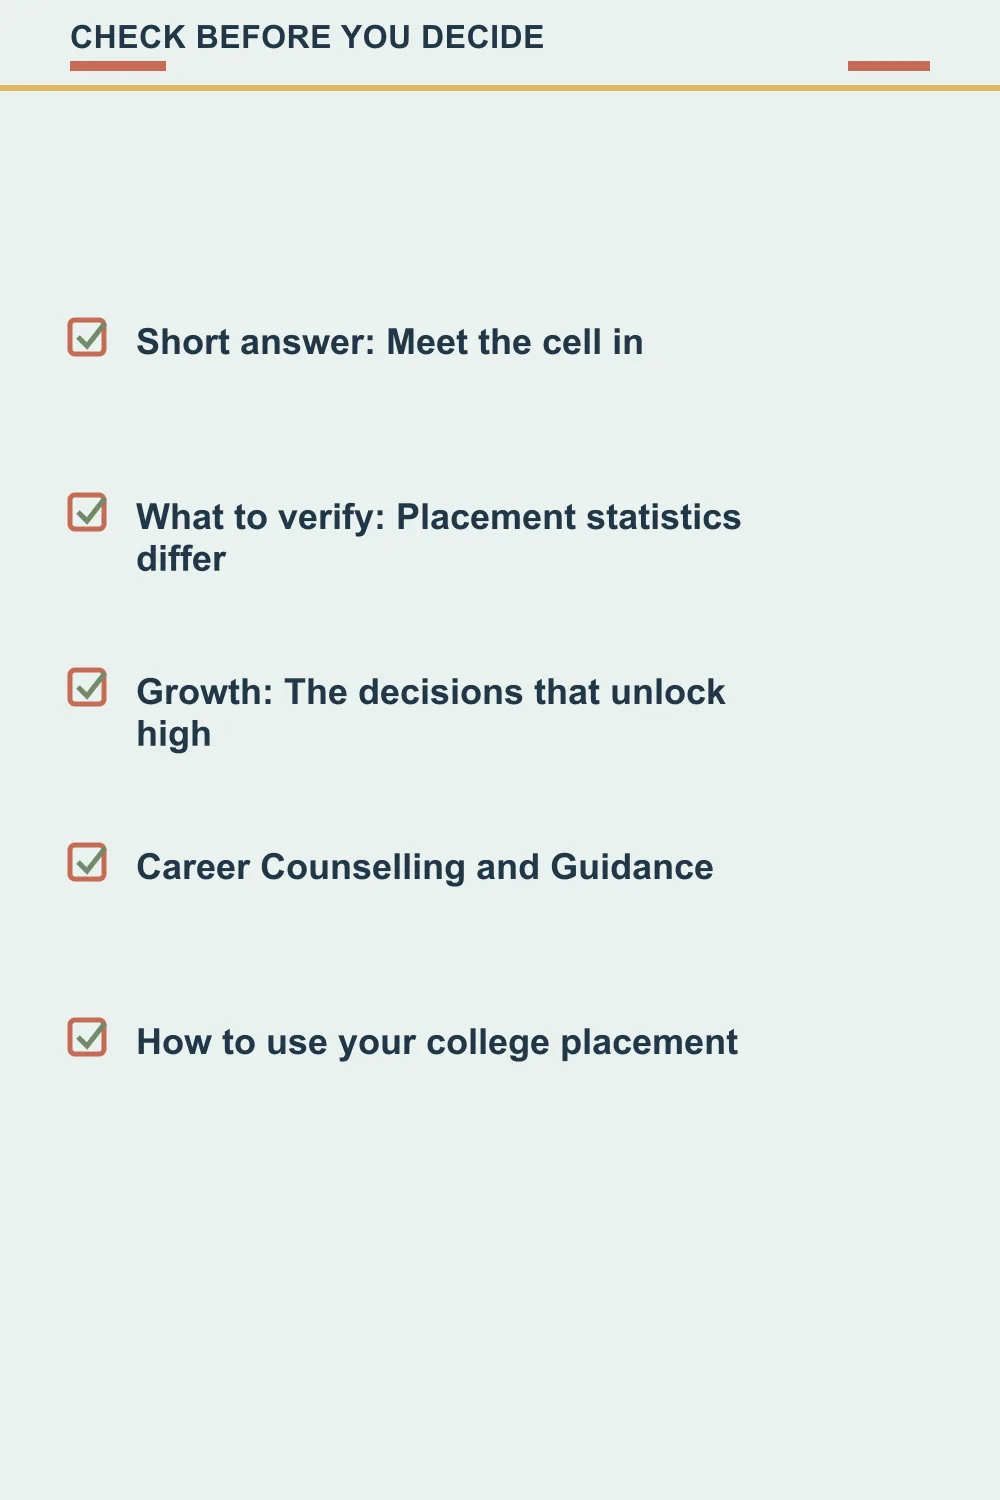 CHECK BEFORE YOU DECIDE
Short answer: Meet the cell in
What to verify: Placement statistics
differ
Growth: The decisions that unlock
high
Career Counselling and Guidance
How to use your college placement